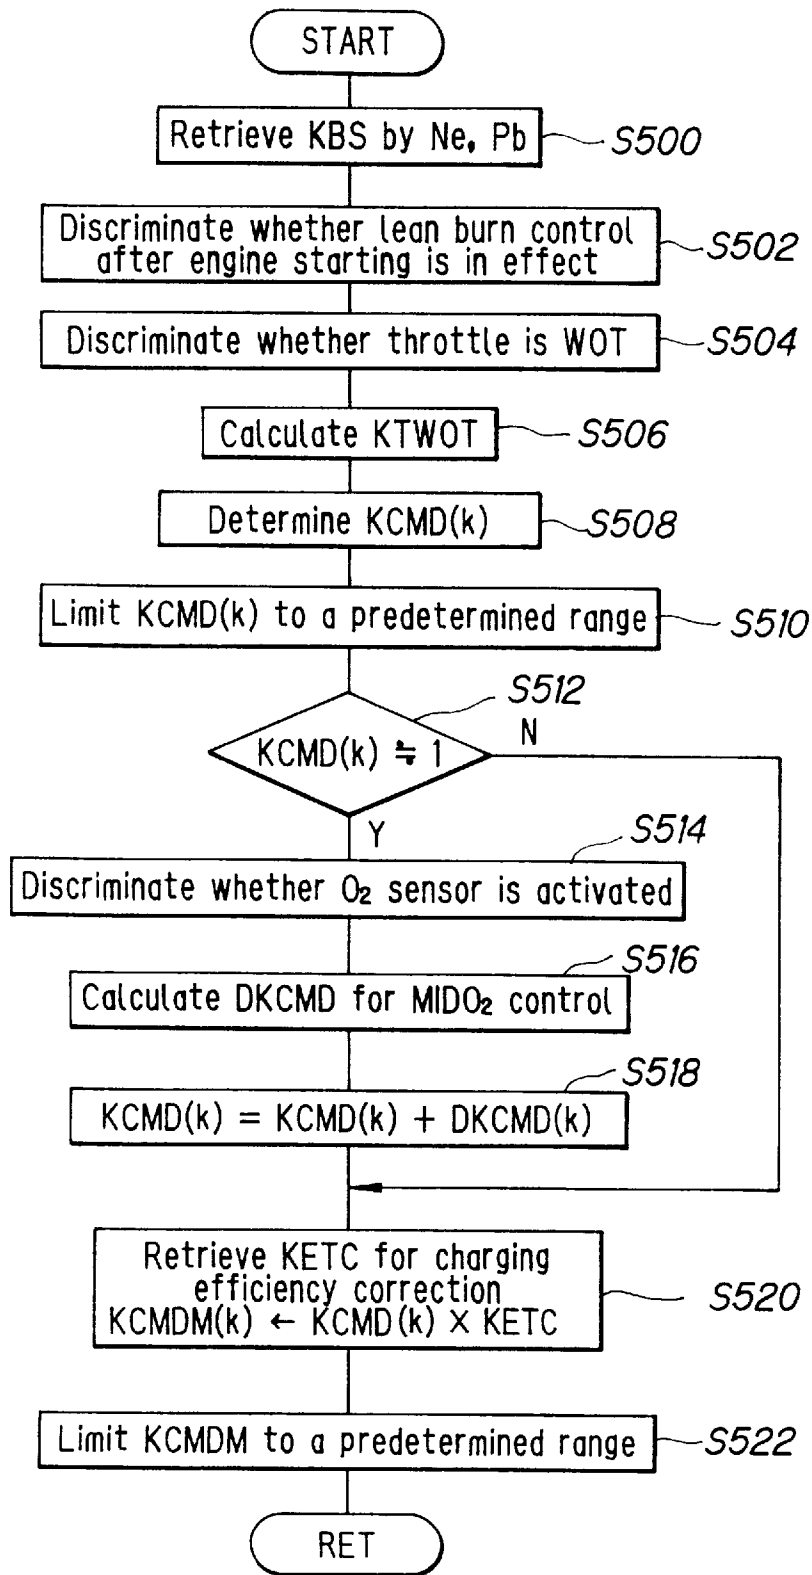 START
Retrieve KBS by Ne, Pb
S500
Discriminate whether lean burn control
after engine starting is in effect
S502
Discriminate whether throttle is WOT
S504
Calculate KTWOT
S506
Determine KCMD(k)
S508
Limit KCMD(k) to a predetermined range
S510
S512
KCMD(k) ≒ 1
N
Y
S514
Discriminate whether O₂ sensor is activated
S516
Calculate DKCMD for MIDO₂ control
S518
KCMD(k) = KCMD(k) + DKCMD(k)
Retrieve KETC for charging
efficiency correction
KCMDM(k) ← KCMD(k) X KETC
S520
Limit KCMDM to a predetermined range
S522
RET